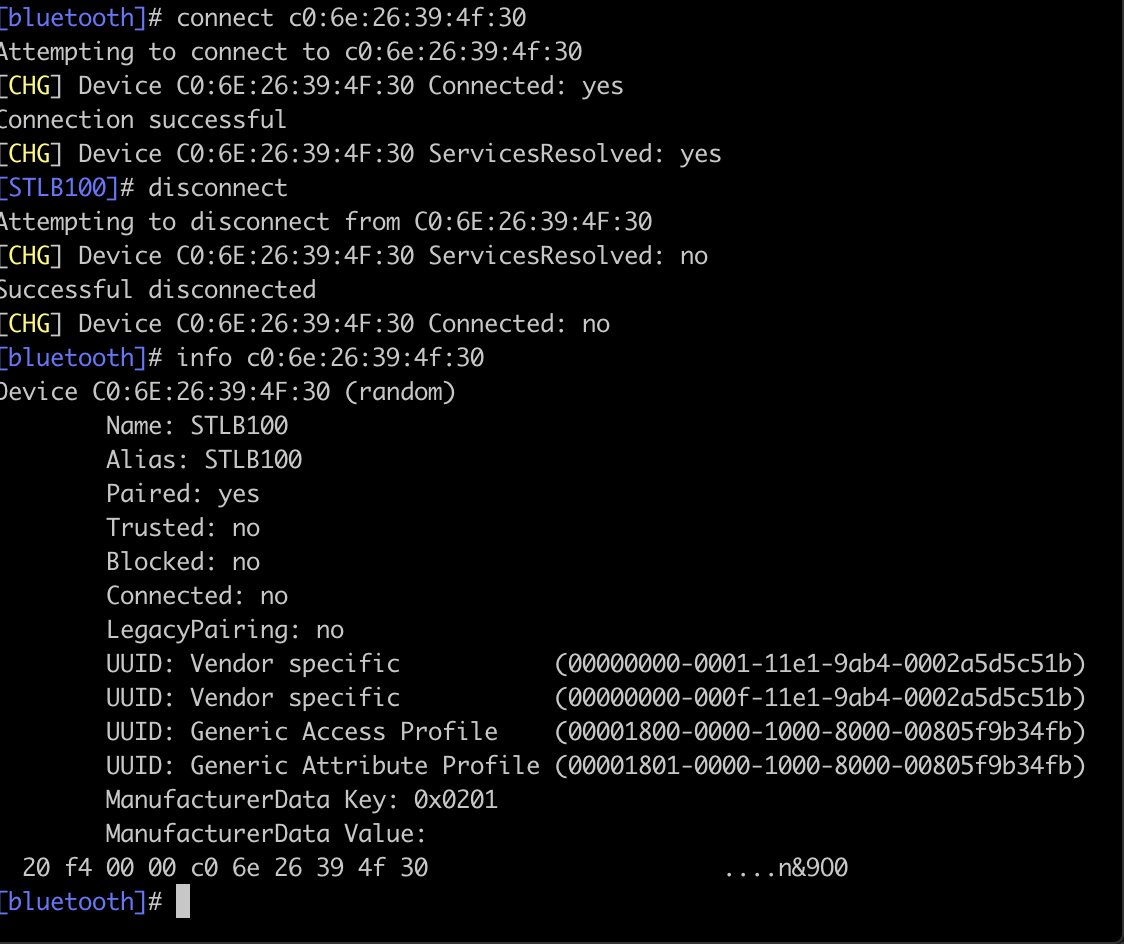 [bluetooth]# connect c0:6e:26:39:4f:30
Attempting to connect to c0:6e:26:39:4f:30
[CHG] Device C0:6E:26:39:4F:30 Connected: yes
Connection successful
[CHG] Device C0:6E:26:39:4F:30 ServicesResolved: yes
[STLB100]# disconnect
Attempting to disconnect from C0:6E:26:39:4F:30
[CHG] Device C0:6E:26:39:4F:30 ServicesResolved: no
Successful disconnected
[CHG] Device C0:6E:26:39:4F:30 Connected: no
[bluetooth]# info c0:6e:26:39:4f:30
Device C0:6E:26:39:4F:30 (random)
Name: STLB100
Alias: STLB100
Paired: yes
Trusted: no
Blocked: no
Connected: no
LegacyPairing: no
UUID: Vendor specific (00000000-0001-11e1-9ab4-0002a5d5c51b)
UUID: Vendor specific (00000000-000f-11e1-9ab4-0002a5d5c51b)
UUID: Generic Access Profile (00001800-0000-1000-8000-00805f9b34fb)
UUID: Generic Attribute Profile (00001801-0000-1000-8000-00805f9b34fb)
ManufacturerData Key: 0x0201
ManufacturerData Value:
20 f4 00 00 c0 6e 26 39 4f 30 ....n&9O0
[bluetooth]#